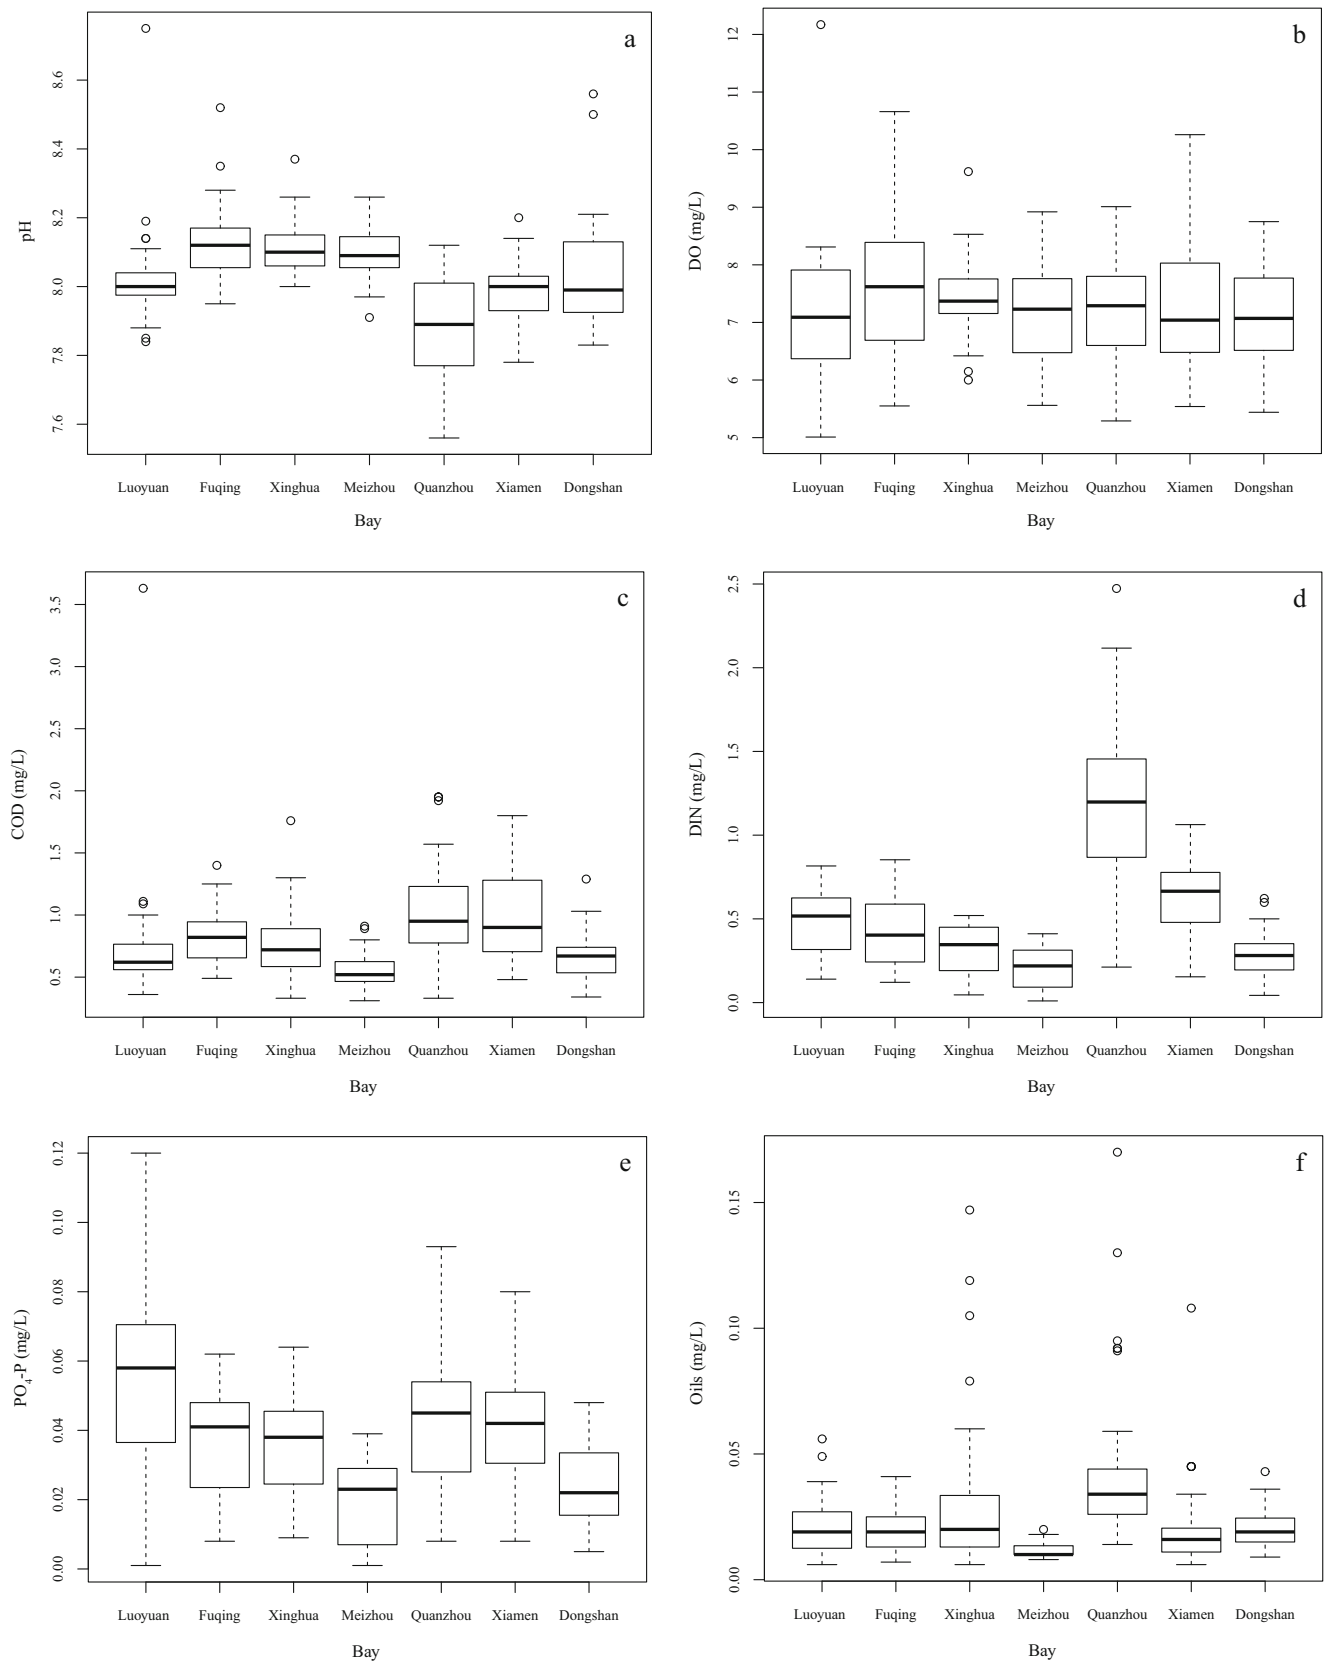 a
pH
7.6 7.8 8.0 8.2 8.4 8.6
Luoyuan Fuqing Xinghua Meizhou Quanzhou Xiamen Dongshan
Bay
b
DO (mg/L)
5 6 7 8 9 10 11 12
Luoyuan Fuqing Xinghua Meizhou Quanzhou Xiamen Dongshan
Bay
c
COD (mg/L)
0.5 1.0 1.5 2.0 2.5 3.0 3.5
Luoyuan Fuqing Xinghua Meizhou Quanzhou Xiamen Dongshan
Bay
d
DIN (mg/L)
0.0 0.5 1.0 1.5 2.0 2.5
Luoyuan Fuqing Xinghua Meizhou Quanzhou Xiamen Dongshan
Bay
e
PO₄-P (mg/L)
0.00 0.02 0.04 0.06 0.08 0.10 0.12
Luoyuan Fuqing Xinghua Meizhou Quanzhou Xiamen Dongshan
Bay
f
Oils (mg/L)
0.00 0.05 0.10 0.15
Luoyuan Fuqing Xinghua Meizhou Quanzhou Xiamen Dongshan
Bay